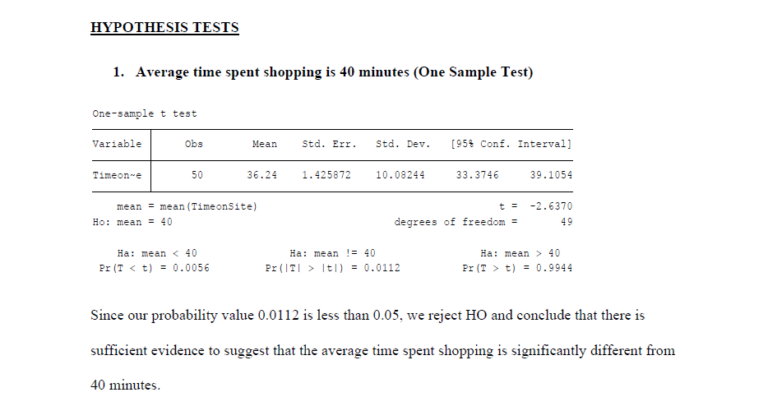 HYPOTHESIS TESTS
1. Average time spent shopping is 40 minutes (One Sample Test)
One-sample t test
Variable Obs Mean Std. Err. Std. Dev. [95% Conf. Interval]
Timeon~e 50 36.24 1.425872 10.08244 33.3746 39.1054
mean = mean(TimeonSite) t = -2.6370
Ho: mean = 40 degrees of freedom = 49
Ha: mean < 40 Ha: mean != 40 Ha: mean > 40
Pr(T < t) = 0.0056 Pr(|T| > |t|) = 0.0112 Pr(T > t) = 0.9944
Since our probability value 0.0112 is less than 0.05, we reject HO and conclude that there is
sufficient evidence to suggest that the average time spent shopping is significantly different from
40 minutes.